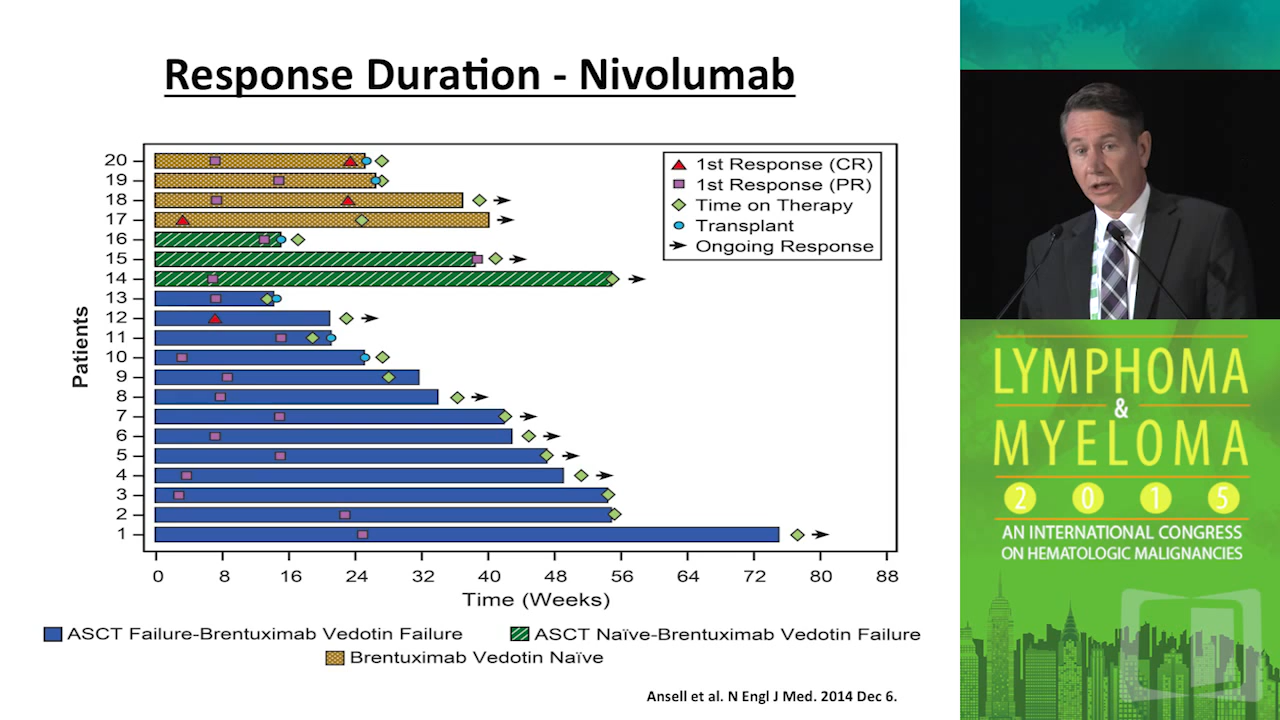 Response Duration - Nivolumab
20
19
18
17
16
15
14
13
12
11
10
9
8
7
6
5
4
3
2
1
Patients
1st Response (CR)
1st Response (PR)
Time on Therapy
Transplant
Ongoing Response
0 8 16 24 32 40 48 56 64 72 80 88
Time (Weeks)
ASCT Failure-Brentuximab Vedotin Failure
ASCT Naïve-Brentuximab Vedotin Failure
Brentuximab Vedotin Naïve
Ansell et al. N Engl J Med. 2014 Dec 6.
LYMPHOMA
&
MYELOMA
2 0 1 5
AN INTERNATIONAL CONGRESS
ON HEMATOLOGIC MALIGNANCIES